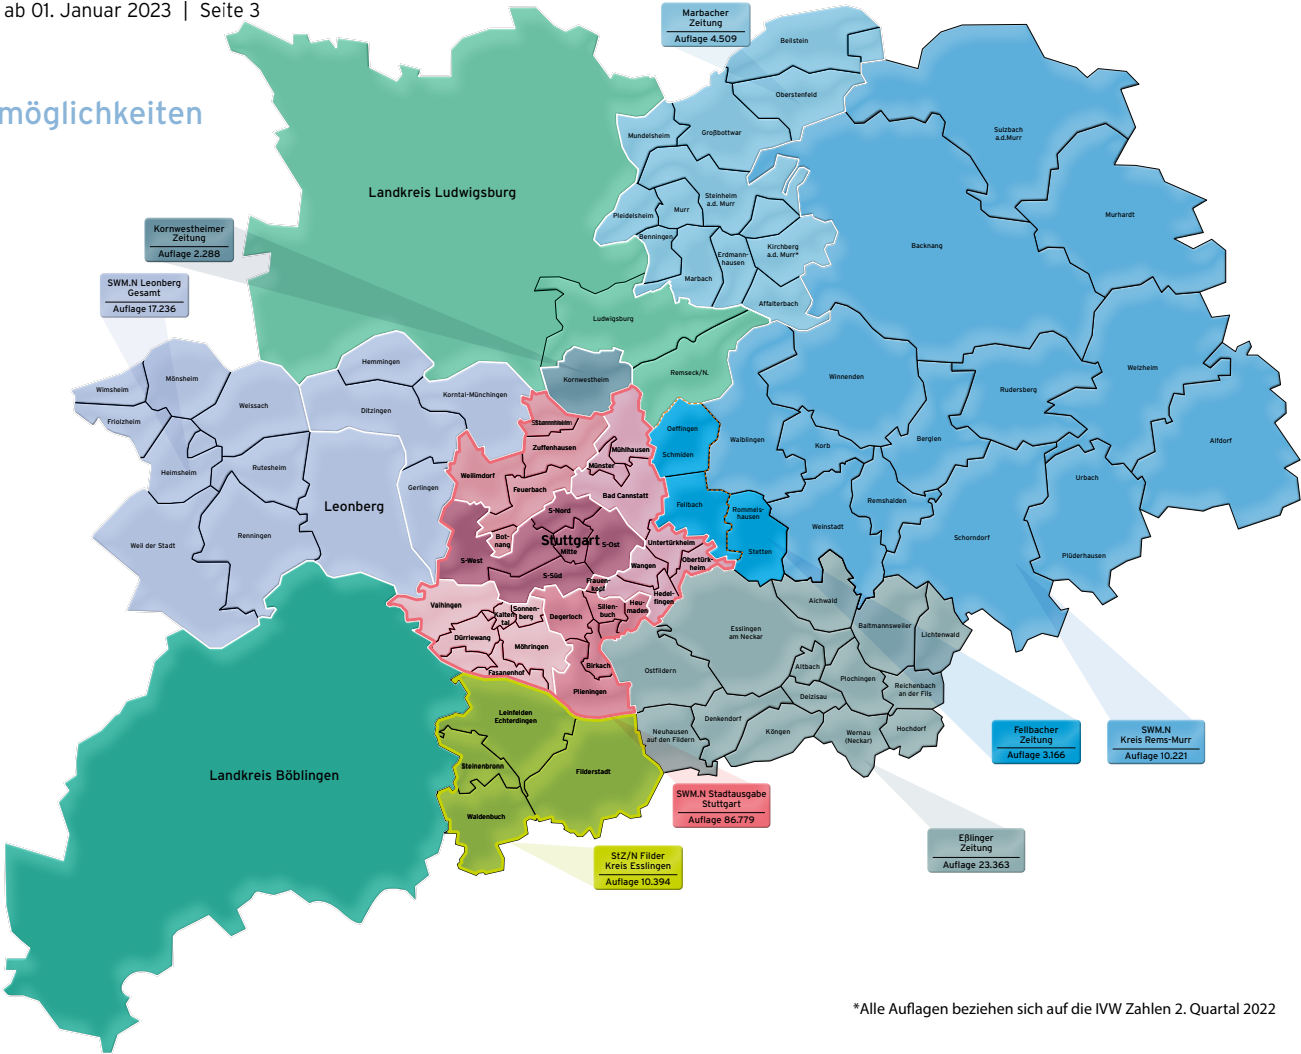 ab 01. Januar 2023 | Seite 3
möglichkeiten
Marbacher
Zeitung
Auflage 4.509
Beilstein
Oberstenfeld
Mundelsheim
Großbottwar
Sulzbach
a.d.Murr
Landkreis Ludwigsburg
Steinheim
a.d. Murr
Murr
Pleidelsheim
Murrhardt
Benningen
Kirchberg
a.d. Murr*
Erdmann-
hausen
Backnang
Marbach
Affalterbach
Kornwestheimer
Zeitung
Auflage 2.288
SWM.N Leonberg
Gesamt
Auflage 17.236
Ludwigsburg
Remseck/N.
Kornwestheim
Hemmingen
Mönsheim
Wimsheim
Weissach
Friolzheim
Ditzingen
Korntal-Münchingen
Heimsheim
Rutesheim
Gerlingen
Leonberg
Renningen
Weil der Stadt
Winnenden
Rudersberg
Welzheim
Alfdorf
Oeffingen
Schmiden
Waiblingen
Korb
Berglen
Urbach
Fellbach
Rommels-
hausen
Stetten
Remshalden
Weinstadt
Schorndorf
Plüderhausen
Stammheim
Zuffenhausen
Mühlhausen
Münster
Weilimdorf
Feuerbach
Bad Cannstatt
S-Nord
Bot-
nang
Stuttgart
Mitte
S-Ost
S-West
S-Süd
Untertürkheim
Obertürk-
heim
Wangen
Frauen-
kopf
Hedel-
fingen
Vaihingen
Kalten-
tal
Sonnen-
berg
Degerloch
Sillen-
buch
Heu-
maden
Dürrlewang
Möhringen
Fasanenhof
Birkach
Plieningen
Aichwald
Esslingen
am Neckar
Baltmannsweiler
Lichtenwald
Ostfildern
Altbach
Plochingen
Reichenbach
an der Fils
Deizisau
Denkendorf
Neuhausen
auf den Fildern
Köngen
Wernau
(Neckar)
Hochdorf
Leinfelden
Echterdingen
Steinenbronn
Filderstadt
Waldenbuch
Landkreis Böblingen
Fellbacher
Zeitung
Auflage 3.166
SWM.N
Kreis Rems-Murr
Auflage 10.221
SWM.N Stadtausgabe
Stuttgart
Auflage 86.779
Eßlinger
Zeitung
Auflage 23.363
StZ/N Filder
Kreis Esslingen
Auflage 10.394
*Alle Auflagen beziehen sich auf die IVW Zahlen 2. Quartal 2022